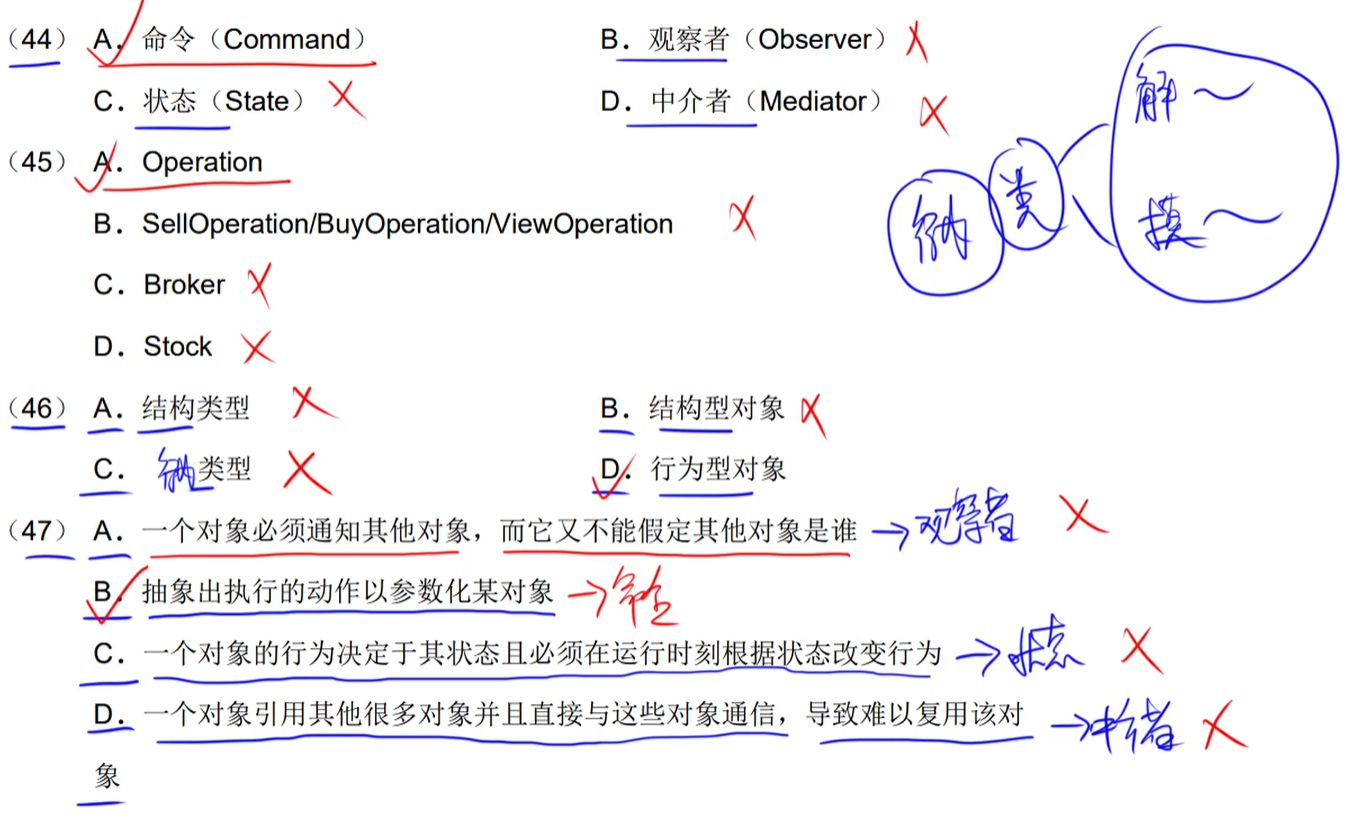 （44） A．命令（Command） B．观察者（Observer）
C．状态（State） D．中介者（Mediator）
解～
（45） A．Operation
类
行为
模～
B．SellOperation/BuyOperation/ViewOperation
C．Broker
D．Stock
（46） A．结构类型 B．结构型对象
C．行为类型 D．行为型对象
（47） A．一个对象必须通知其他对象，而它又不能假定其他对象是谁 →观察者
B．抽象出执行的动作以参数化某对象 →命令
C．一个对象的行为决定于其状态且必须在运行时刻根据状态改变行为 →状态
D．一个对象引用其他很多对象并且直接与这些对象通信，导致难以复用该对 →中介者
象